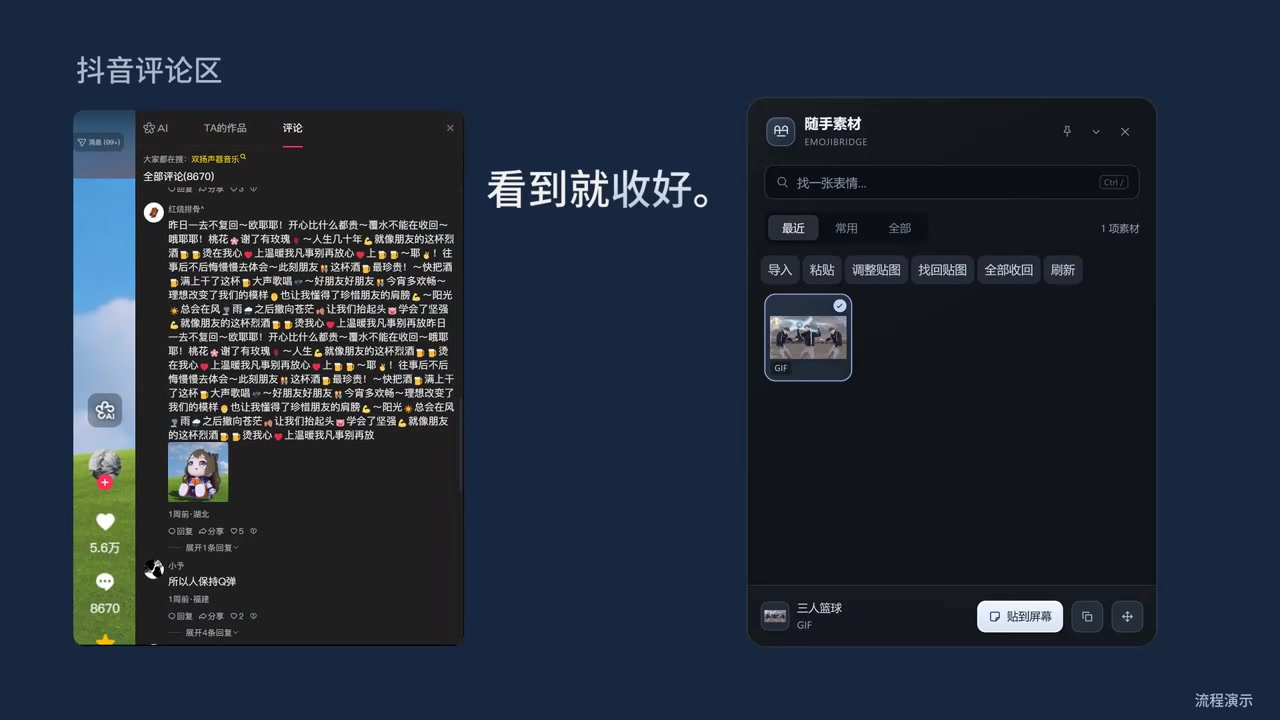 抖音评论区
消息 (99+)
AI
TA的作品
评论
大家都在搜：双扬声器音乐
全部评论(8670)
回复 分享 3
红烧排骨^
昨日一去不复回～欧耶耶！开心比什么都贵～覆水不能在收回～
哦耶耶！桃花🌸谢了有玫瑰🌹～人生几十年💪就像朋友的这杯烈
酒🍺🍺烫在我心❤️上温暖我凡事别再放心❤️上🍺🍺～耶✌️！往
事后不后悔慢慢去体会～此刻朋友👬这杯酒🍺最珍贵！～快把酒
🍺满上干了这杯🍺大声歌唱🎤～好朋友好朋友👬今宵多欢畅～
理想改变了我们的模样👨也让我懂得了珍惜朋友的肩膀💪～阳光
☀️总会在风🌪️雨🌧️之后撒向苍茫👏让我们抬起头🐷学会了坚强
💪就像朋友的这杯烈酒🍺🍺烫我心❤️上温暖我凡事别再放昨日
一去不复回～欧耶耶！开心比什么都贵～覆水不能在收回～哦耶
耶！桃花🌸谢了有玫瑰🌹～人生💪就像朋友的这杯烈酒🍺🍺烫
在我心❤️上温暖我凡事别再放心❤️上🍺🍺～耶✌️！往事后不后
悔慢慢去体会～此刻朋友👬这杯酒🍺最珍贵！～快把酒🍺满上干
了这杯🍺大声歌唱🎤～好朋友好朋友👬今宵多欢畅～理想改变了
我们的模样👨也让我懂得了珍惜朋友的肩膀💪～阳光☀️总会在风
🌪️雨🌧️之后撒向苍茫👏让我们抬起头🐷学会了坚强💪就像朋友
的这杯烈酒🍺🍺烫我心❤️上温暖我凡事别再放
1周前·湖北
回复 分享 5
展开1条回复
小予
所以人保持Q弹
1周前·福建
回复 分享 2
展开4条回复
AI
5.6万
8670
看到就收好。
随手素材
EMOJIBRIDGE
找一张表情...
Ctrl /
最近
常用
全部
1 项素材
导入
粘贴
调整贴图
找回贴图
全部收回
刷新
GIF
三人篮球
GIF
贴到屏幕
流程演示